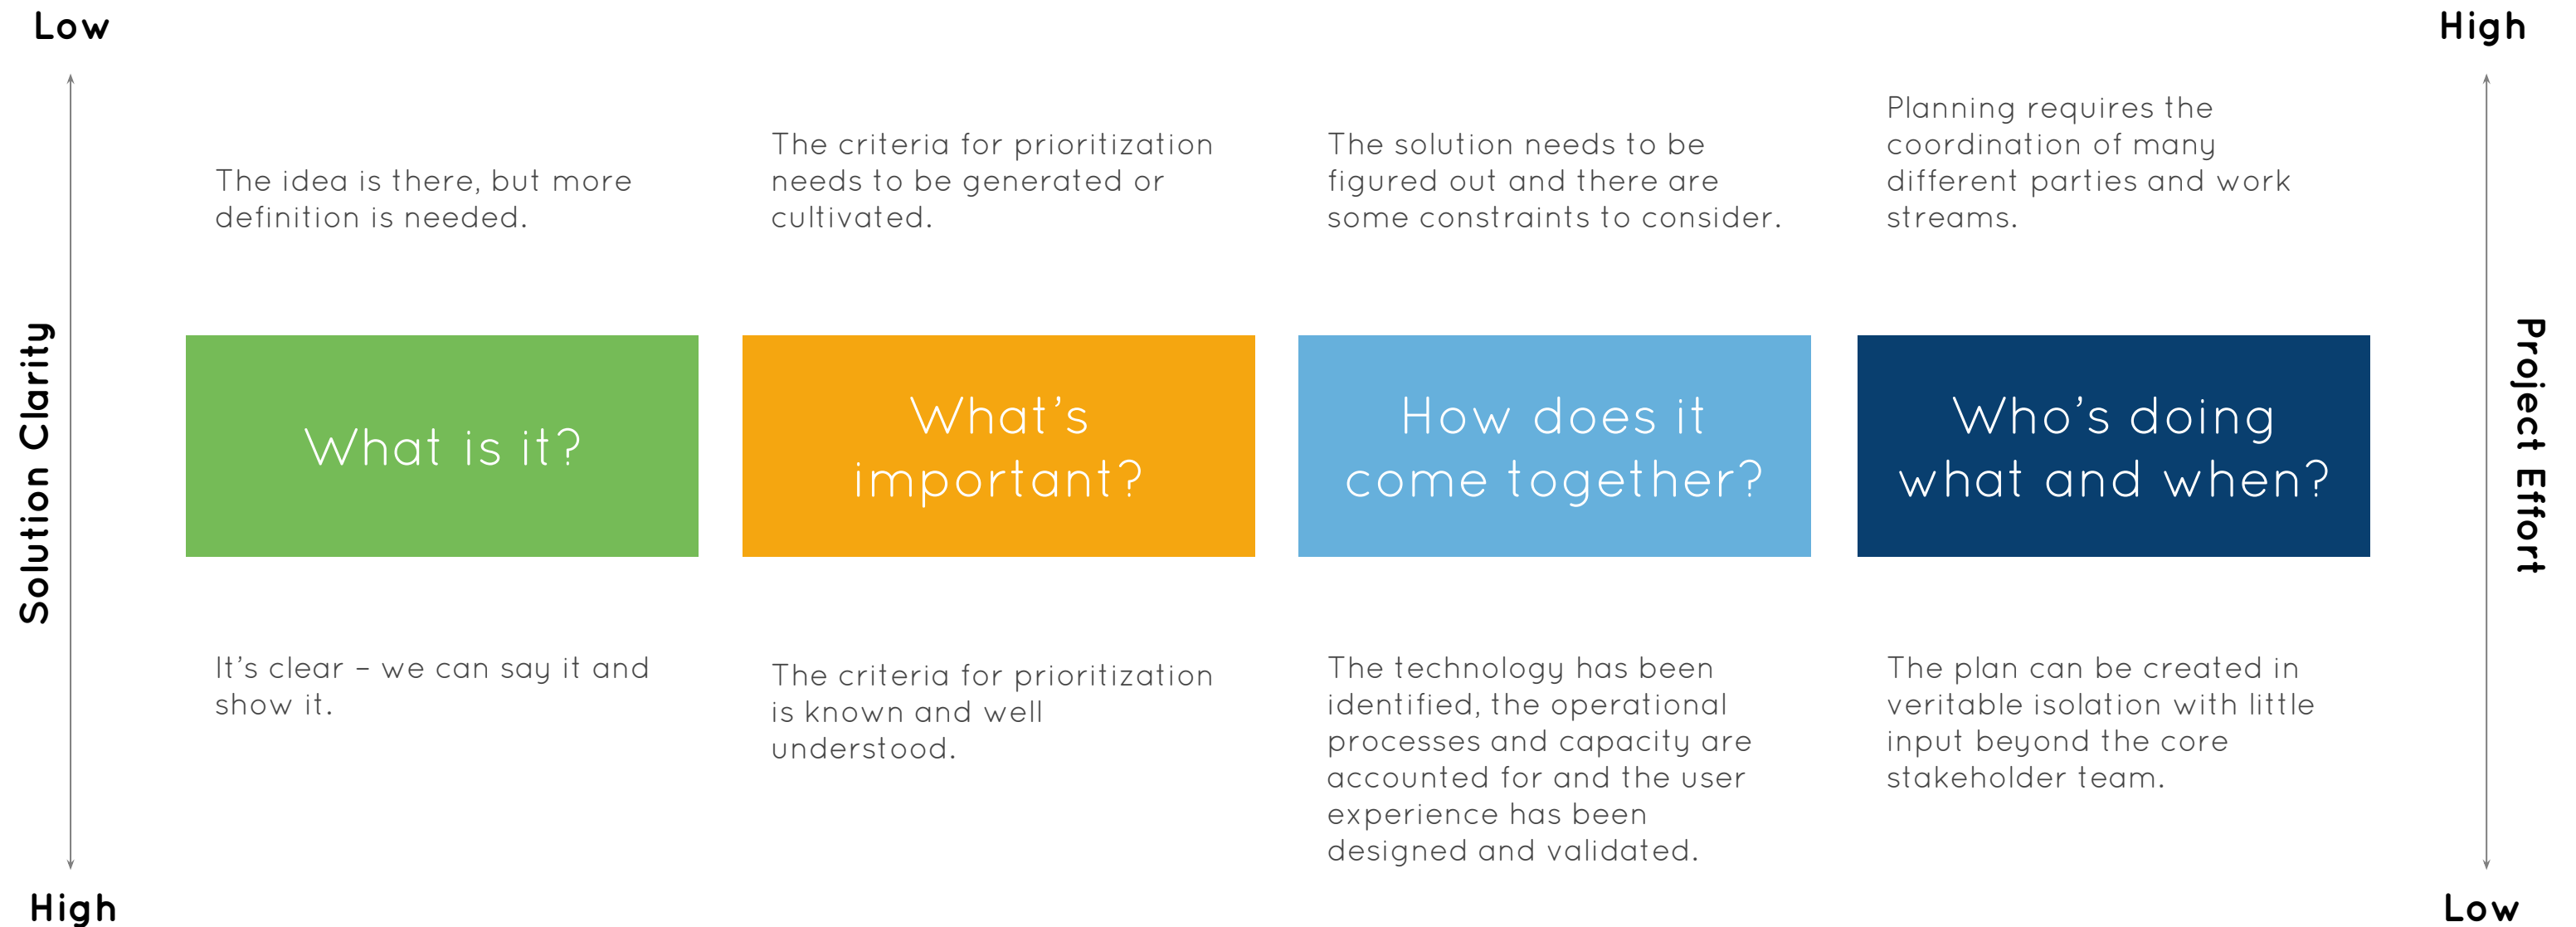 Low
High
Solution Clarity
The idea is there, but more
definition is needed.
The criteria for prioritization
needs to be generated or
cultivated.
The solution needs to be
figured out and there are
some constraints to consider.
Planning requires the
coordination of many
different parties and work
streams.
What is it?
What's
important?
How does it
come together?
Who's doing
what and when?
Project Effort
It's clear – we can say it and
show it.
The criteria for prioritization
is known and well
understood.
The technology has been
identified, the operational
processes and capacity are
accounted for and the user
experience has been
designed and validated.
The plan can be created in
veritable isolation with little
input beyond the core
stakeholder team.
High
Low